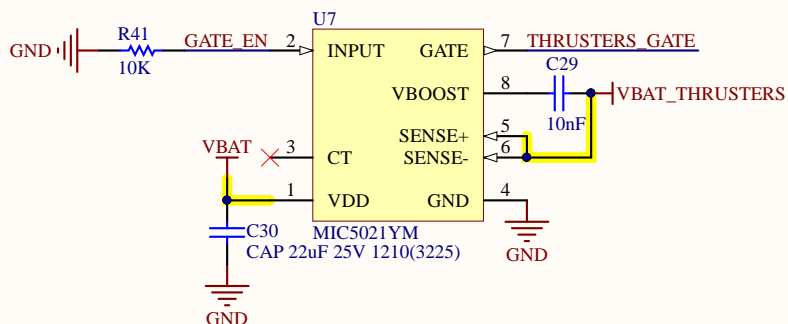 U7
R41
GND
10K
GATE_EN
2
INPUT
GATE
7
THRUSTERS_GATE
C29
VBOOST
8
VBAT_THRUSTERS
10nF
SENSE+
5
VBAT
3
CT
SENSE-
6
1
VDD
GND
4
C30
MIC5021YM
CAP 22uF 25V 1210(3225)
GND
GND